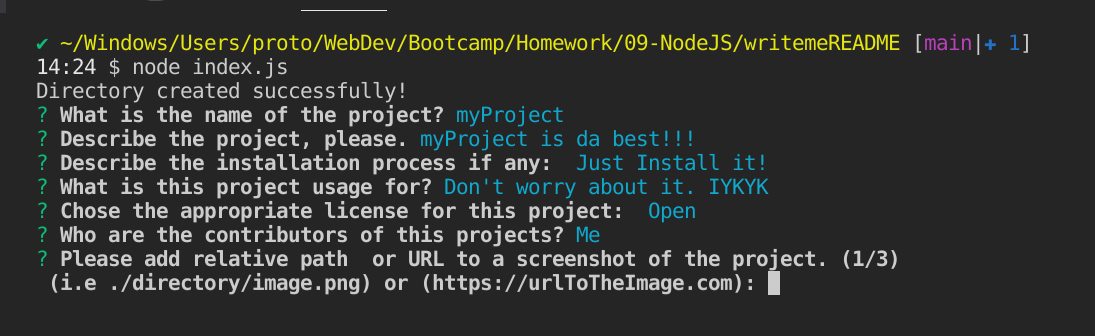 ✔ ~/Windows/Users/proto/WebDev/Bootcamp/Homework/09-NodeJS/writemeREADME [main|✚ 1]
14:24 $ node index.js
Directory created successfully!
? What is the name of the project? myProject
? Describe the project, please. myProject is da best!!!
? Describe the installation process if any:  Just Install it!
? What is this project usage for? Don't worry about it. IYKYK
? Chose the appropriate license for this project:  Open
? Who are the contributors of this projects? Me
? Please add relative path  or URL to a screenshot of the project. (1/3)
 (i.e ./directory/image.png) or (https://urlToTheImage.com):